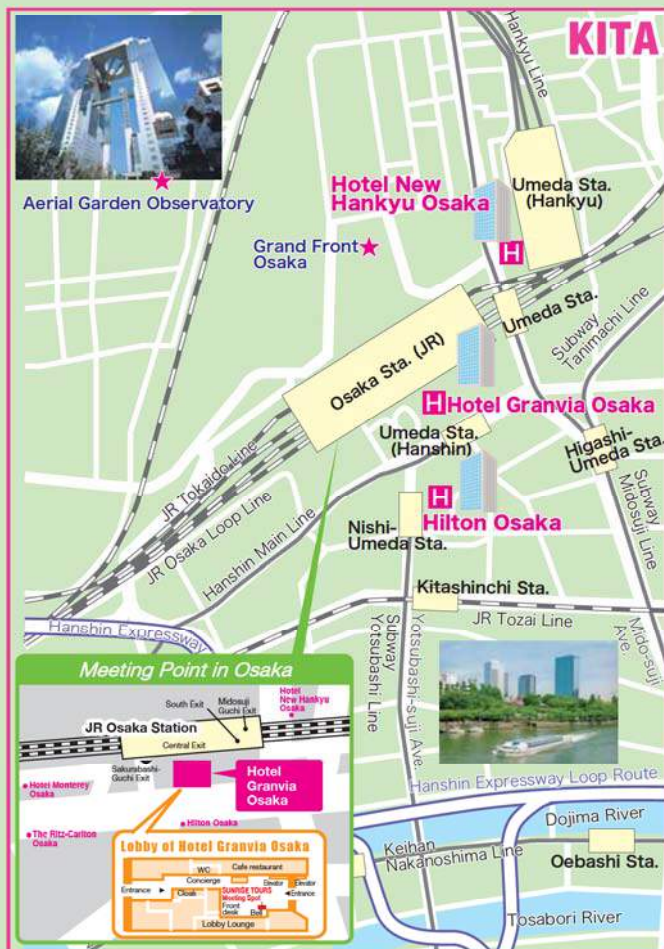 KITA
Hankyu Line
Aerial Garden Observatory
Hotel New
Hankyu Osaka
H
Umeda Sta.
(Hankyu)
Grand Front
Osaka
Umeda Sta.
Subway
Tanimachi Line
Osaka Sta. (JR)
H Hotel Granvia Osaka
Umeda Sta.
(Hanshin)
Higashi-
Umeda Sta.
H
Hilton Osaka
Nishi-
Umeda Sta.
Subway
Midosuji Line
JR Tokaido Line
JR Osaka Loop Line
Hanshin Main Line
Kitashinchi Sta.
JR Tozai Line
Hanshin Expressway
Subway
Yotsubashi Line
Yotsubashi-suji Ave.
Mido-suji
Ave.
Meeting Point in Osaka
Hotel
New Hankyu
Osaka
South Exit
Midosuji
Guchi Exit
JR Osaka Station
Central Exit
Sakurabashi-
Guchi Exit
Hotel
Granvia
Osaka
Hotel Monterey
Osaka
Hilton Osaka
The Ritz-Carlton
Osaka
Lobby of Hotel Granvia Osaka
WC
Cafe restaurant
Concierge
Elevator
Elevator
Entrance
Cloak
SUNRISE TOURS
Meeting Spot
Entrance
Front
desk
Bell
Lobby Lounge
Hanshin Expressway Loop Route
Dojima River
Keihan
Nakanoshima Line
Oebashi Sta.
Tosabori River